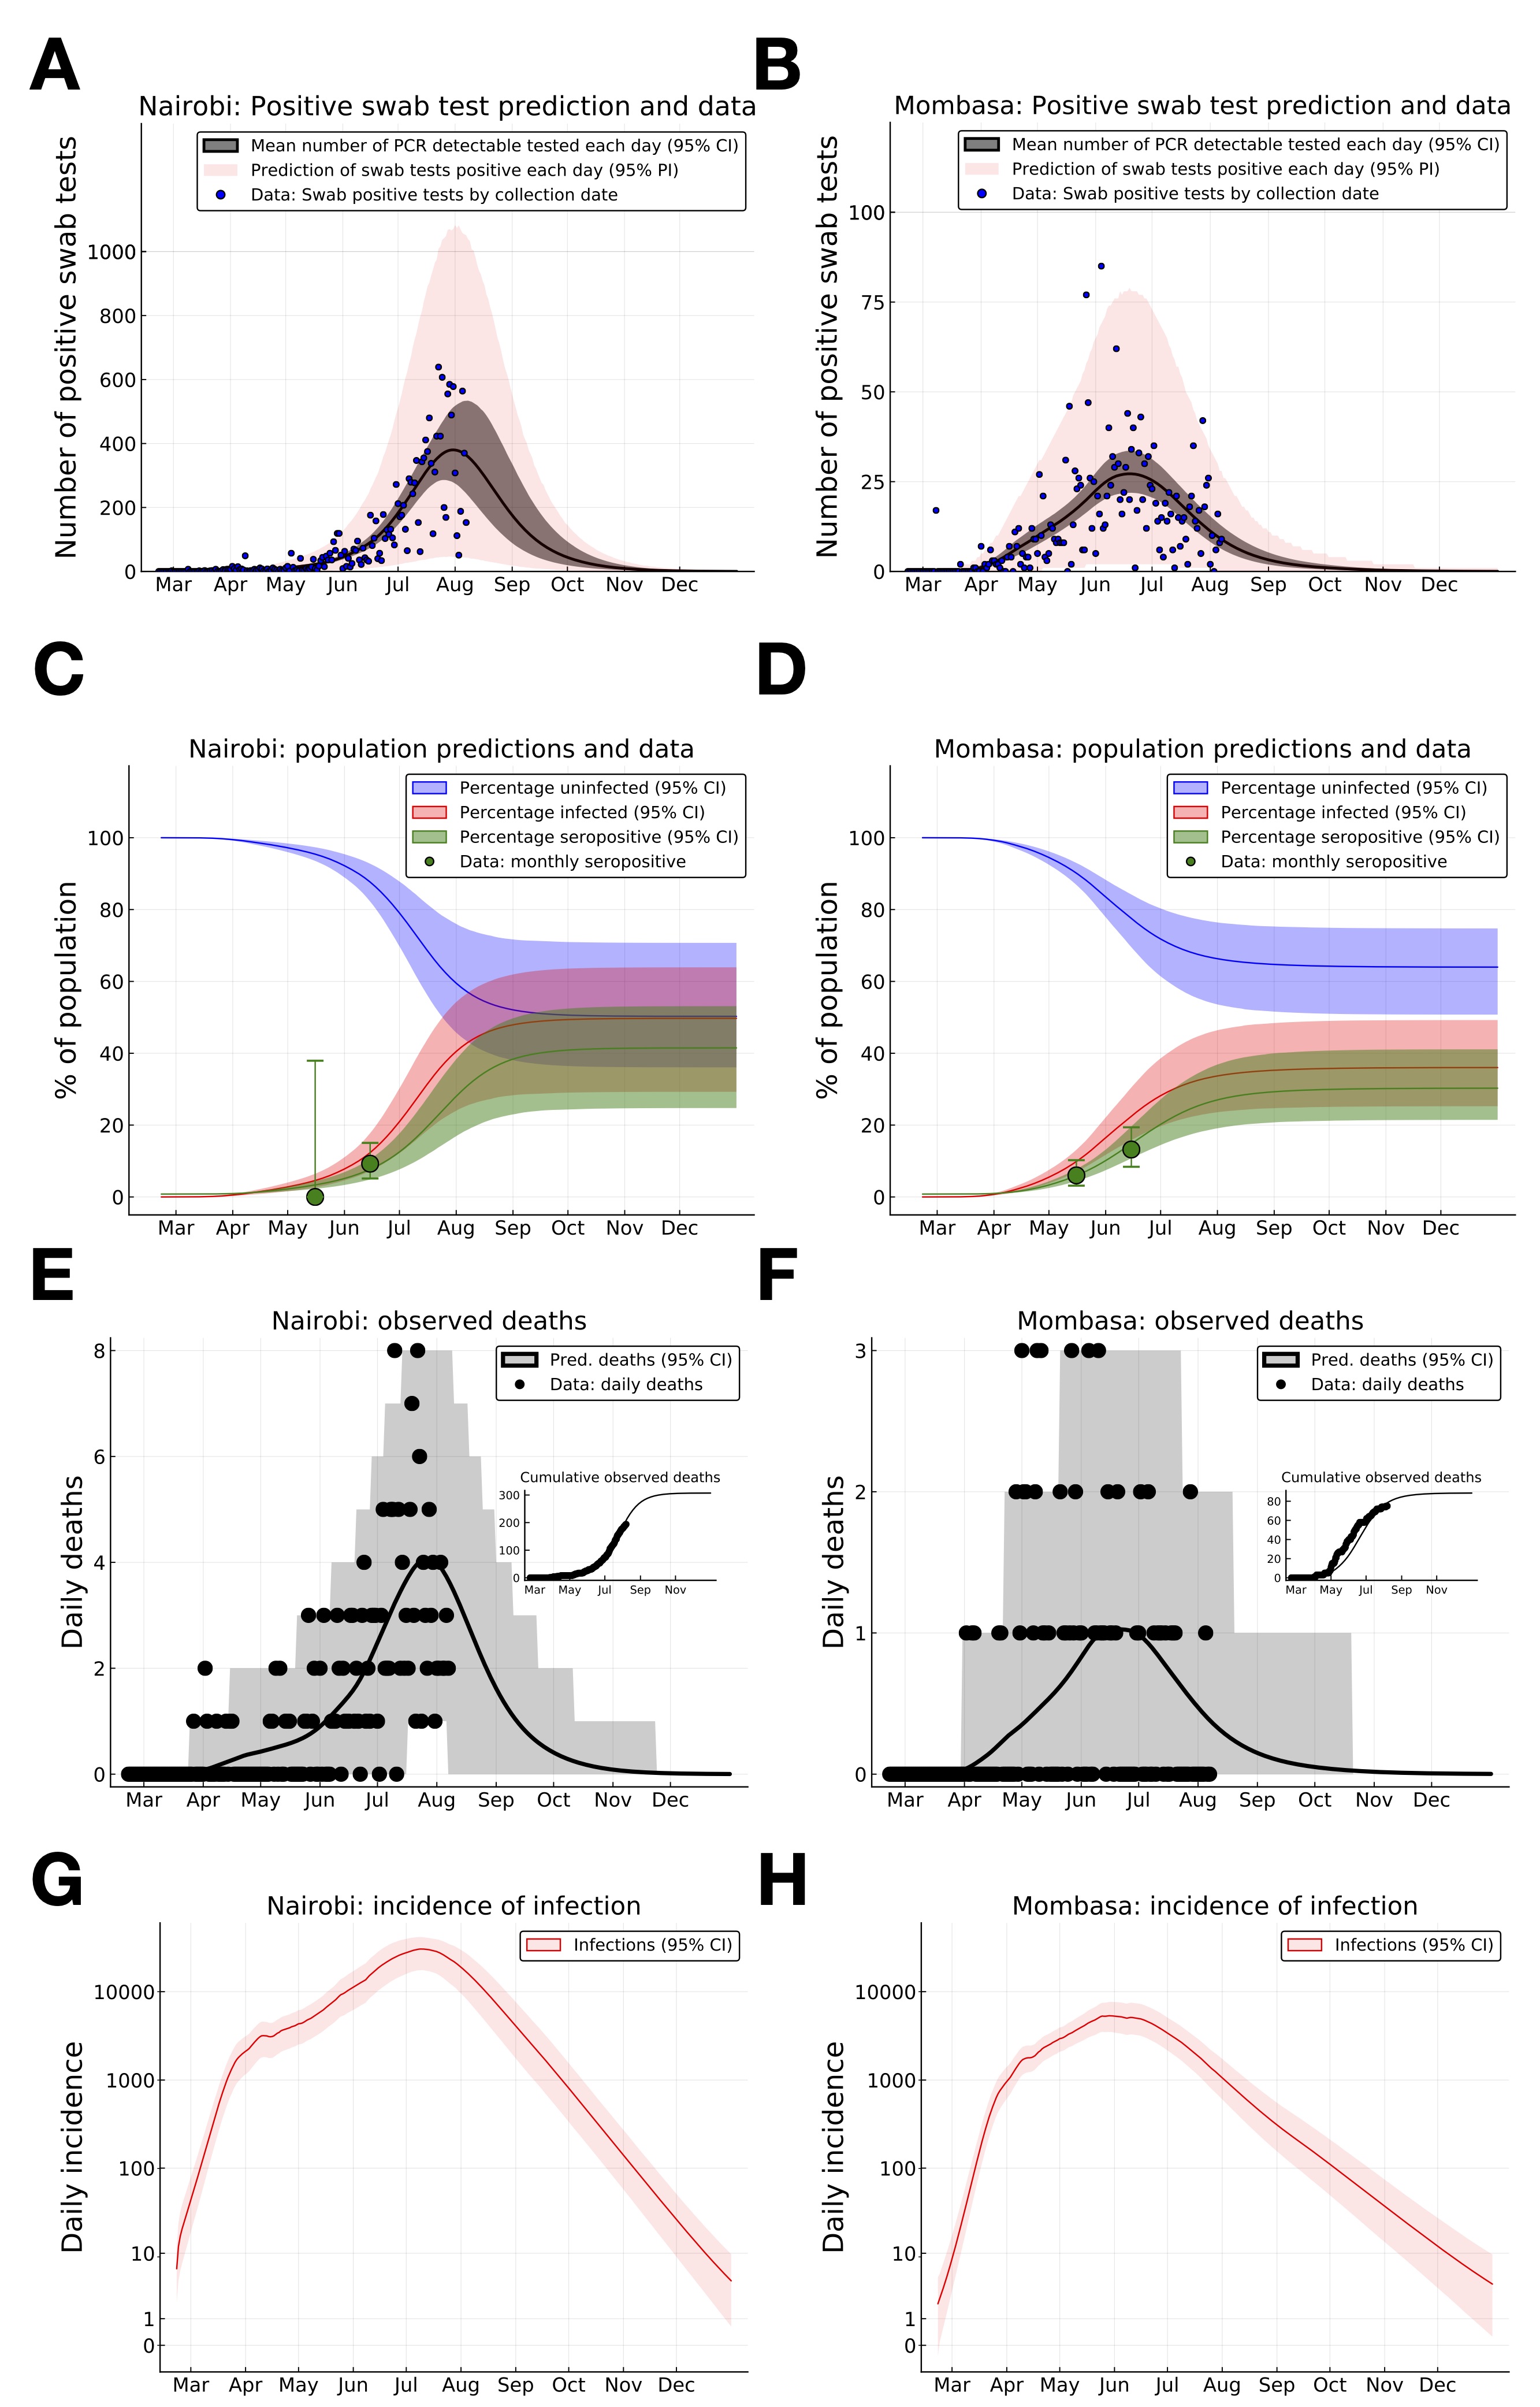 A
Nairobi: Positive swab test prediction and data
Mean number of PCR detectable tested each day (95% CI)
Prediction of swab tests positive each day (95% PI)
Data: Swab positive tests by collection date
Number of positive swab tests
1000
800
600
400
200
0
Mar Apr May Jun Jul Aug Sep Oct Nov Dec
B
Mombasa: Positive swab test prediction and data
Mean number of PCR detectable tested each day (95% CI)
Prediction of swab tests positive each day (95% PI)
Data: Swab positive tests by collection date
Number of positive swab tests
100
75
50
25
0
Mar Apr May Jun Jul Aug Sep Oct Nov Dec
C
Nairobi: population predictions and data
Percentage uninfected (95% CI)
Percentage infected (95% CI)
Percentage seropositive (95% CI)
Data: monthly seropositive
% of population
100
80
60
40
20
0
Mar Apr May Jun Jul Aug Sep Oct Nov Dec
D
Mombasa: population predictions and data
Percentage uninfected (95% CI)
Percentage infected (95% CI)
Percentage seropositive (95% CI)
Data: monthly seropositive
% of population
100
80
60
40
20
0
Mar Apr May Jun Jul Aug Sep Oct Nov Dec
E
Nairobi: observed deaths
Pred. deaths (95% CI)
Data: daily deaths
Daily deaths
8
6
4
2
0
Cumulative observed deaths
300
200
100
0
Mar May Jul Sep Nov
Mar Apr May Jun Jul Aug Sep Oct Nov Dec
F
Mombasa: observed deaths
Pred. deaths (95% CI)
Data: daily deaths
Daily deaths
3
2
1
0
Cumulative observed deaths
80
60
40
20
0
Mar May Jul Sep Nov
Mar Apr May Jun Jul Aug Sep Oct Nov Dec
G
Nairobi: incidence of infection
Infections (95% CI)
Daily incidence
10000
1000
100
10
1
0
Mar Apr May Jun Jul Aug Sep Oct Nov Dec
H
Mombasa: incidence of infection
Infections (95% CI)
Daily incidence
10000
1000
100
10
1
0
Mar Apr May Jun Jul Aug Sep Oct Nov Dec